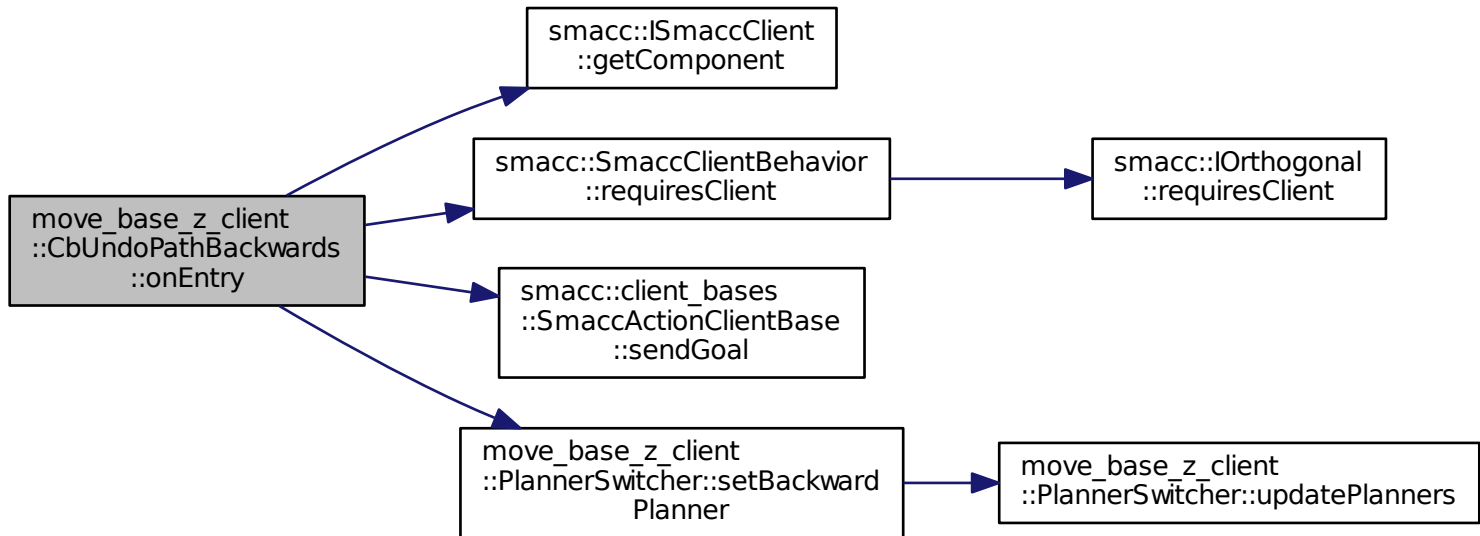 smacc::ISmaccClient
::getComponent
smacc::SmaccClientBehavior
::requiresClient
smacc::IOrthogonal
::requiresClient
move_base_z_client
::CbUndoPathBackwards
::onEntry
smacc::client_bases
::SmaccActionClientBase
::sendGoal
move_base_z_client
::PlannerSwitcher::setBackward
Planner
move_base_z_client
::PlannerSwitcher::updatePlanners